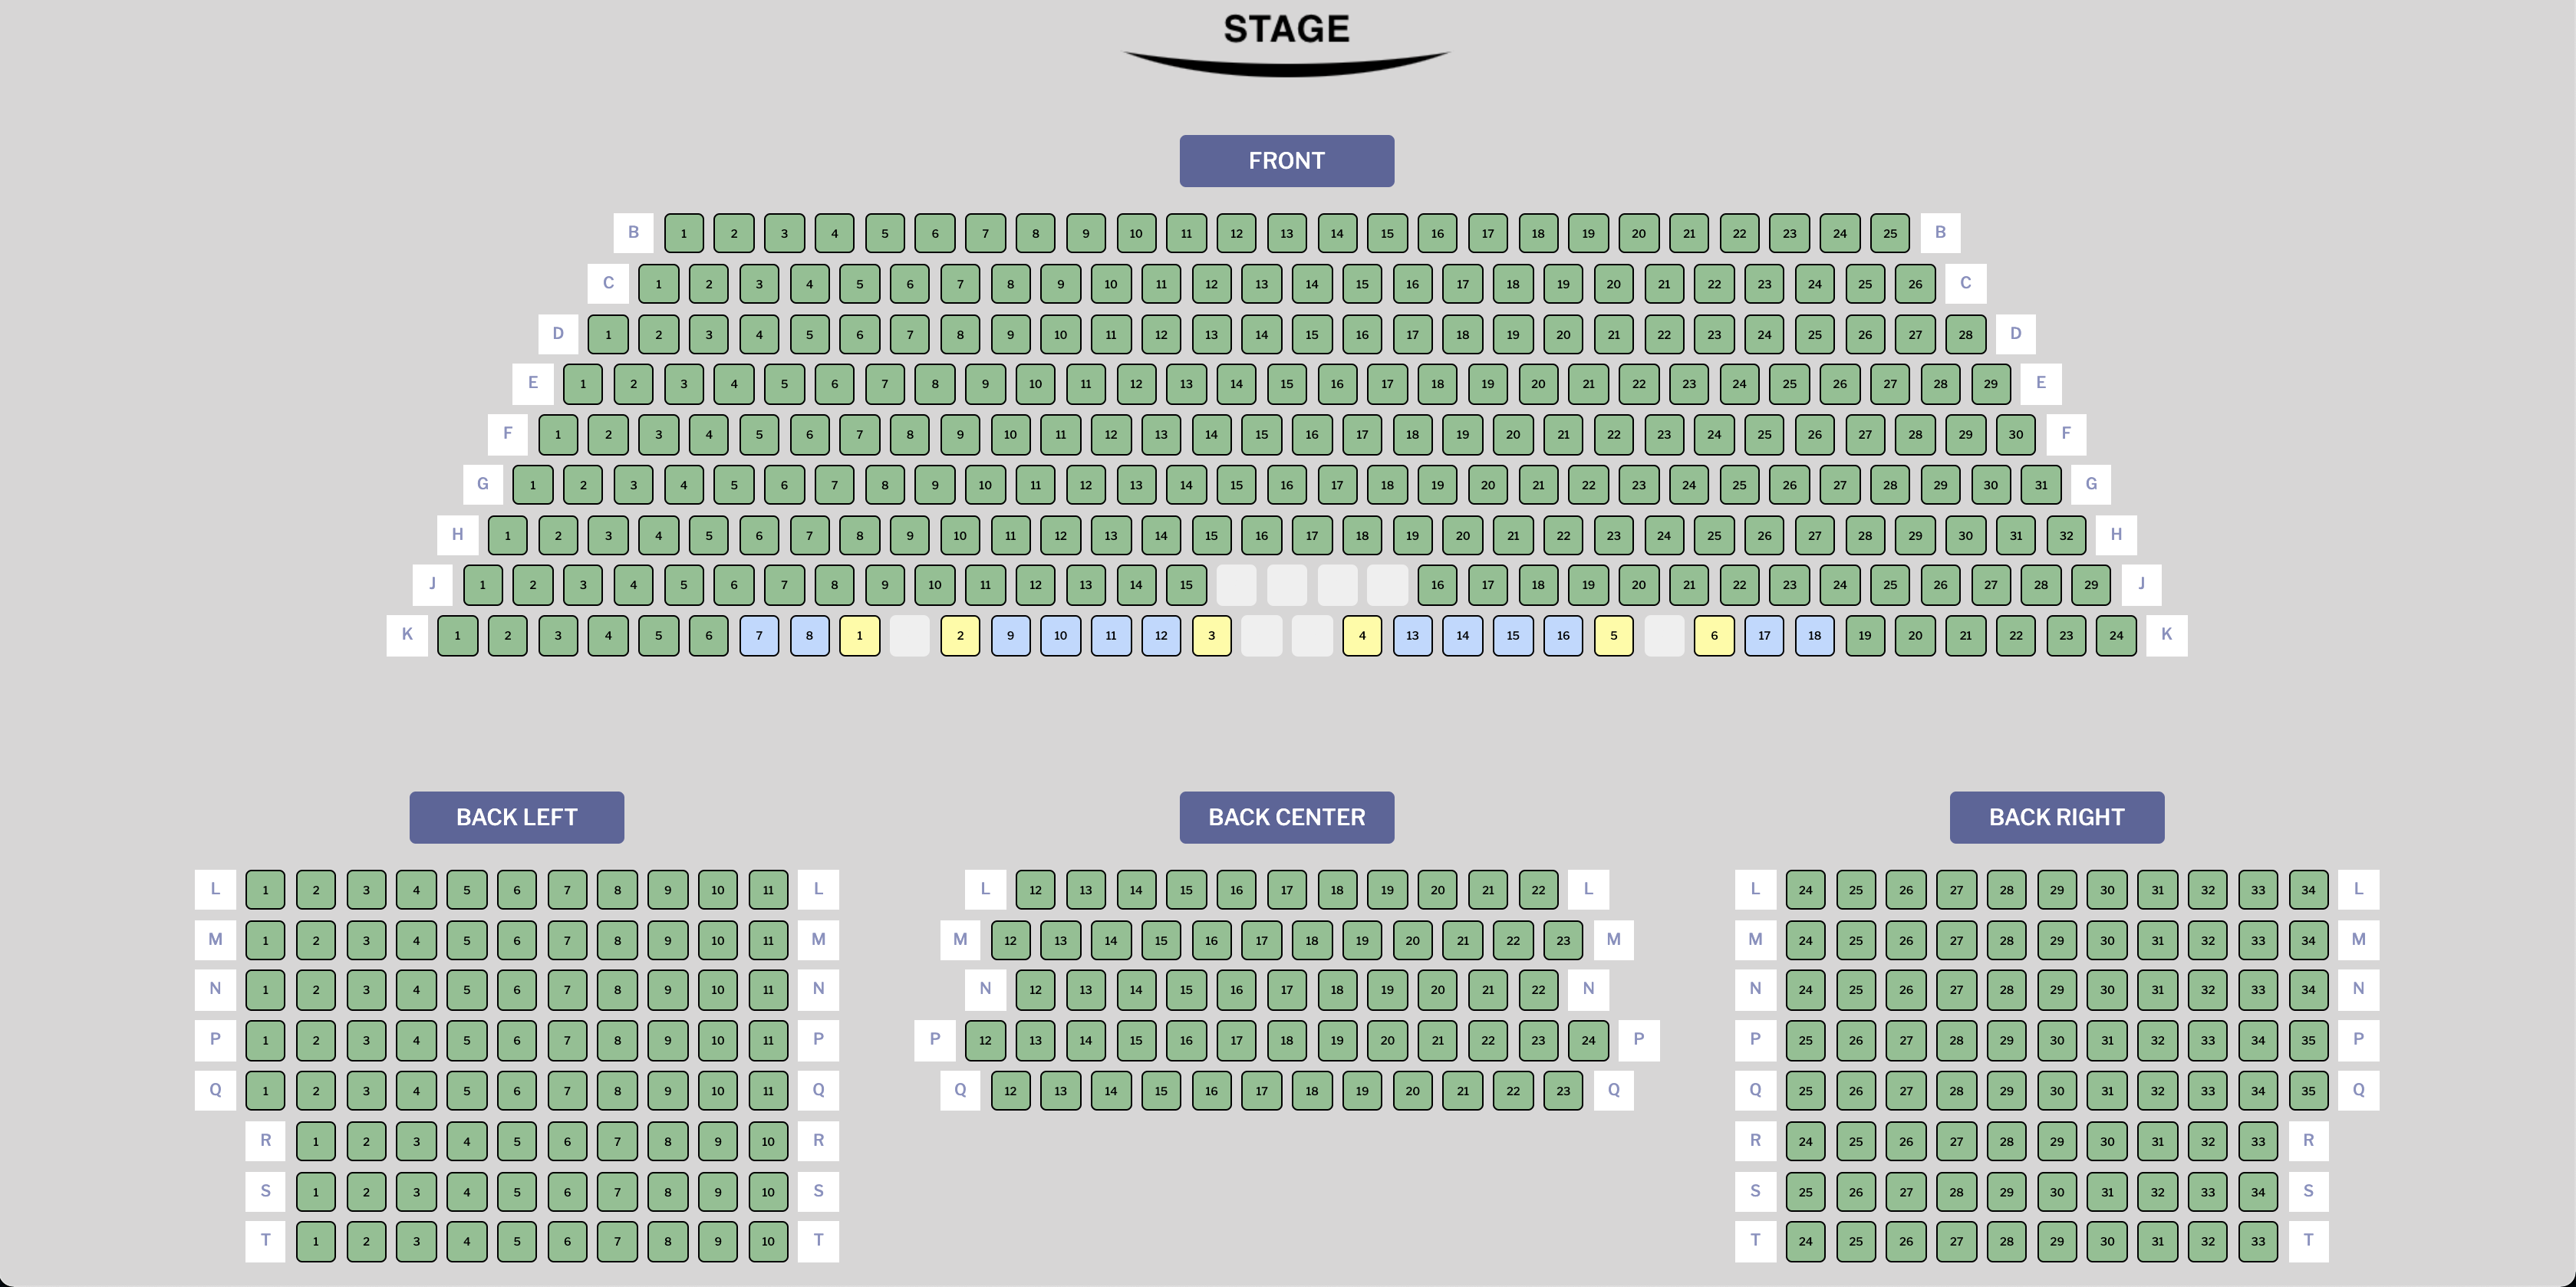 STAGE
FRONT
B 1 2 3 4 5 6 7 8 9 10 11 12 13 14 15 16 17 18 19 20 21 22 23 24 25 B
C 1 2 3 4 5 6 7 8 9 10 11 12 13 14 15 16 17 18 19 20 21 22 23 24 25 26 C
D 1 2 3 4 5 6 7 8 9 10 11 12 13 14 15 16 17 18 19 20 21 22 23 24 25 26 27 28 D
E 1 2 3 4 5 6 7 8 9 10 11 12 13 14 15 16 17 18 19 20 21 22 23 24 25 26 27 28 29 E
F 1 2 3 4 5 6 7 8 9 10 11 12 13 14 15 16 17 18 19 20 21 22 23 24 25 26 27 28 29 30 F
G 1 2 3 4 5 6 7 8 9 10 11 12 13 14 15 16 17 18 19 20 21 22 23 24 25 26 27 28 29 30 31 G
H 1 2 3 4 5 6 7 8 9 10 11 12 13 14 15 16 17 18 19 20 21 22 23 24 25 26 27 28 29 30 31 32 H
J 1 2 3 4 5 6 7 8 9 10 11 12 13 14 15 16 17 18 19 20 21 22 23 24 25 26 27 28 29 J
K 1 2 3 4 5 6 7 8 1 2 9 10 11 12 3 4 13 14 15 16 5 6 17 18 19 20 21 22 23 24 K
BACK LEFT
L 1 2 3 4 5 6 7 8 9 10 11 L
M 1 2 3 4 5 6 7 8 9 10 11 M
N 1 2 3 4 5 6 7 8 9 10 11 N
P 1 2 3 4 5 6 7 8 9 10 11 P
Q 1 2 3 4 5 6 7 8 9 10 11 Q
R 1 2 3 4 5 6 7 8 9 10 R
S 1 2 3 4 5 6 7 8 9 10 S
T 1 2 3 4 5 6 7 8 9 10 T
BACK CENTER
L 12 13 14 15 16 17 18 19 20 21 22 L
M 12 13 14 15 16 17 18 19 20 21 22 23 M
N 12 13 14 15 16 17 18 19 20 21 22 N
P 12 13 14 15 16 17 18 19 20 21 22 23 24 P
Q 12 13 14 15 16 17 18 19 20 21 22 23 Q
BACK RIGHT
L 24 25 26 27 28 29 30 31 32 33 34 L
M 24 25 26 27 28 29 30 31 32 33 34 M
N 24 25 26 27 28 29 30 31 32 33 34 N
P 25 26 27 28 29 30 31 32 33 34 35 P
Q 25 26 27 28 29 30 31 32 33 34 35 Q
R 24 25 26 27 28 29 30 31 32 33 R
S 25 26 27 28 29 30 31 32 33 34 S
T 24 25 26 27 28 29 30 31 32 33 T